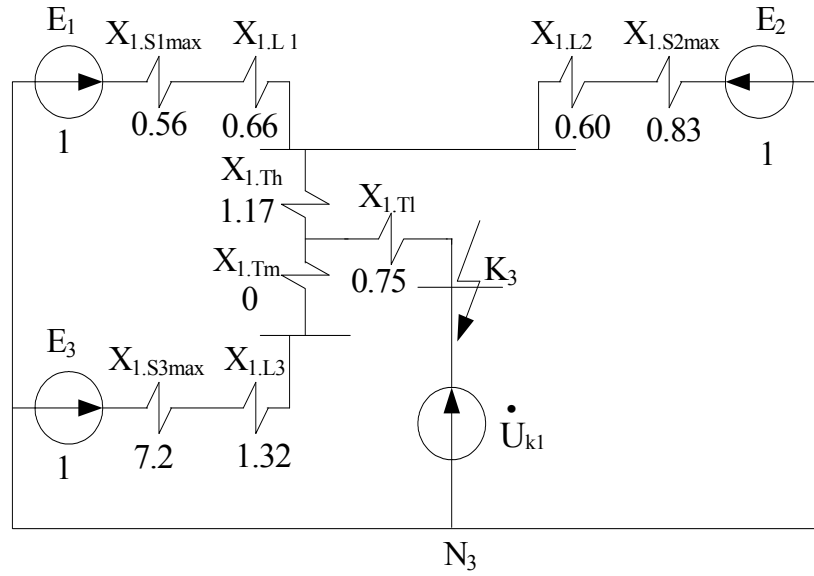 E1 X1.S1max X1.L 1 X1.L2 X1.S2max E2
1 0.56 0.66 0.60 0.83 1
X1.Th
1.17
X1.Tl
0.75
X1.Tm
0
K3
E3 X1.S3max X1.L3
1 7.2 1.32
U̇k1
N3